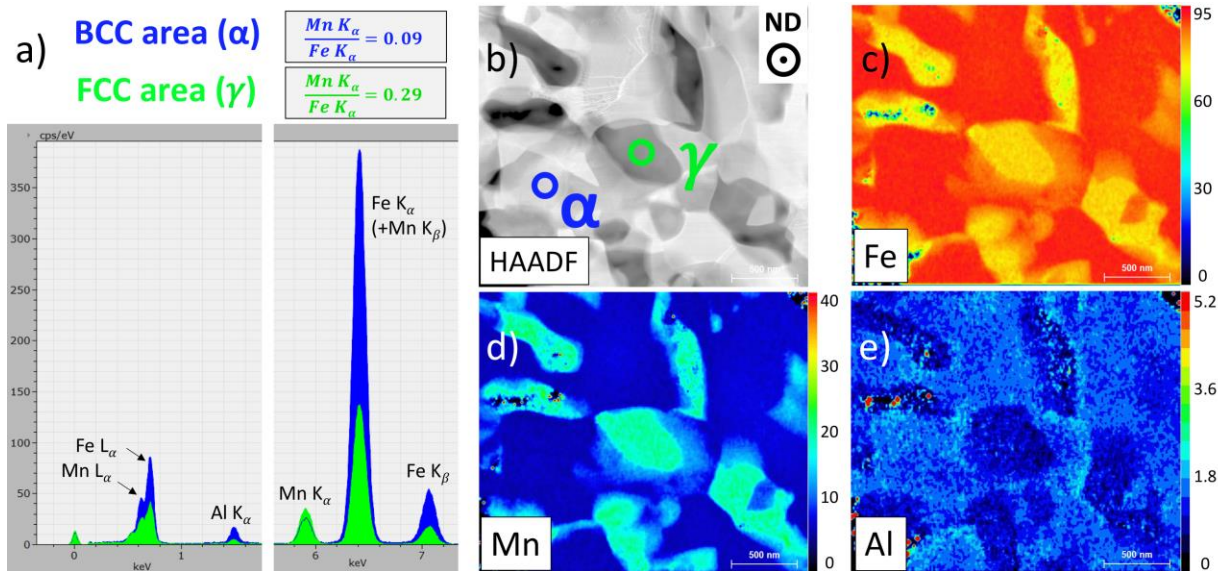 a)
BCC area (α)
Mn Kα / Fe Kα = 0.09
FCC area (γ)
Mn Kα / Fe Kα = 0.29
cps/eV
350
300
250
200
150
100
50
0
Fe Kα
(+Mn Kβ)
Fe Lα
Mn Lα
Al Kα
Mn Kα
Fe Kβ
0
1
6
7
keV
keV
b)
ND
γ
α
HAADF
500 nm
c)
Fe
500 nm
95
60
30
0
d)
Mn
500 nm
40
30
20
10
0
e)
Al
500 nm
5.2
3.6
1.8
0